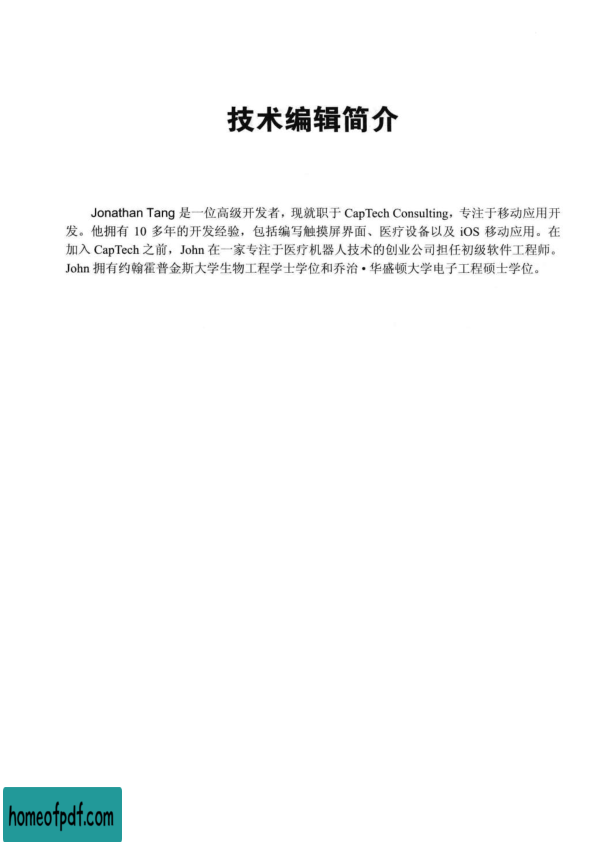 技术编辑简介
Jonathan Tang 是一位高级开发者，现就职于 CapTech Consulting，专注于移动应用开
发。他拥有 10 多年的开发经验，包括编写触摸屏界面、医疗设备以及 iOS 移动应用。在
加入 CapTech 之前，John 在一家专注于医疗机器人技术的创业公司担任初级软件工程师。
John 拥有约翰霍普金斯大学生物工程学士学位和乔治·华盛顿大学电子工程硕士学位。
homeofpdf.com